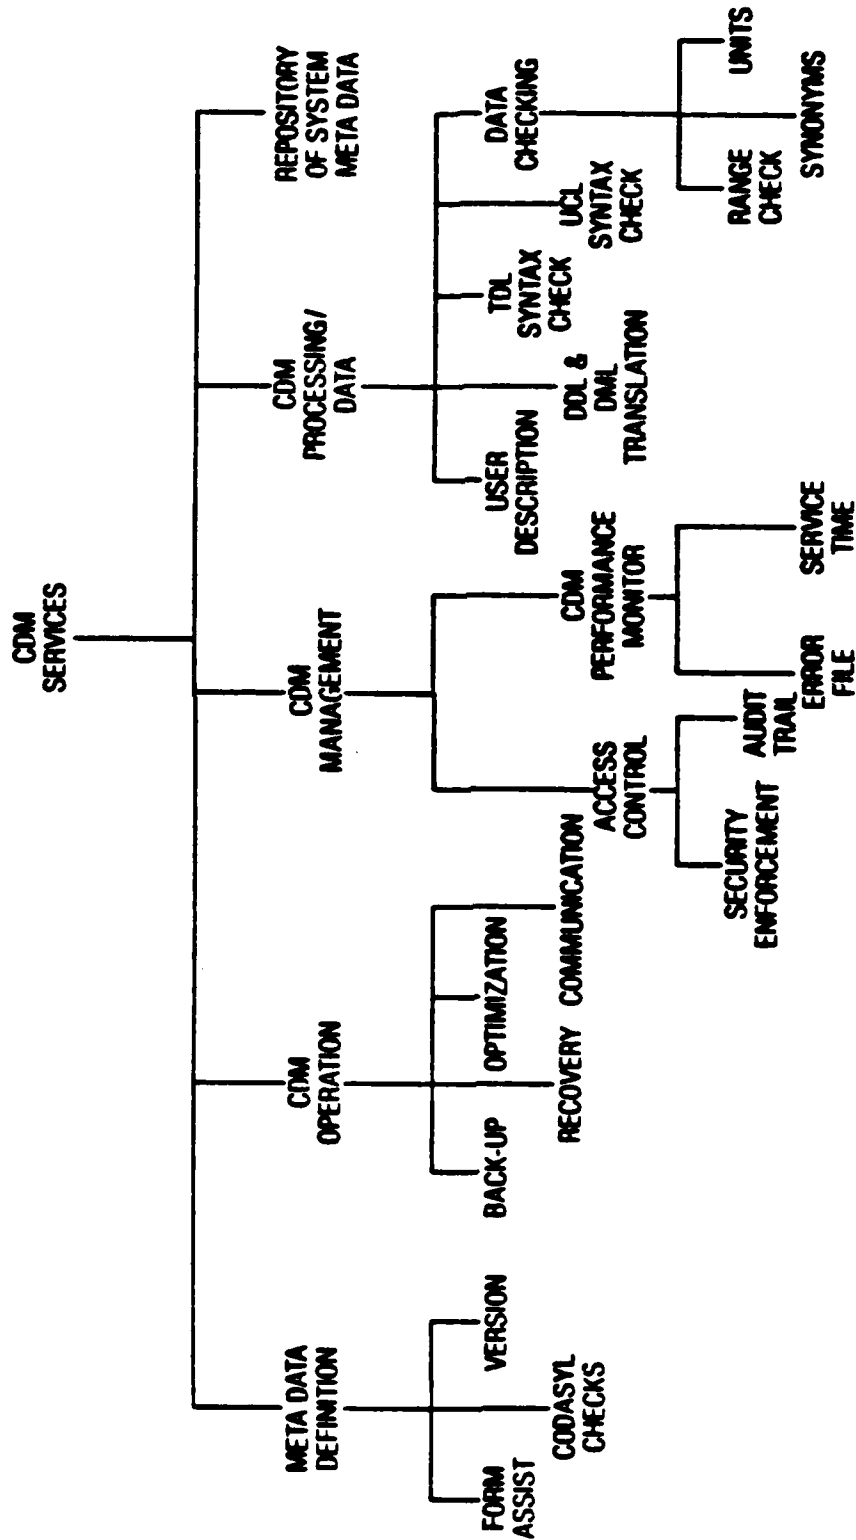 CDM
SERVICES
META DATA
DEFINITION
CDM
OPERATION
CDM
MANAGEMENT
CDM
PROCESSING/
DATA
REPOSITORY
OF SYSTEM
META DATA
FORM
ASSIST
CODASYL
CHECKS
VERSION
BACK-UP
RECOVERY
OPTIMIZATION
COMMUNICATION
ACCESS
CONTROL
CDM
PERFORMANCE
MONITOR
USER
DESCRIPTION
DDL &
DML
TRANSLATION
TDL
SYNTAX
CHECK
UCL
SYNTAX
CHECK
DATA
CHECKING
SECURITY
ENFORCEMENT
AUDIT
TRAIL
ERROR
FILE
SERVICE
TIME
RANGE
CHECK
SYNONYMS
UNITS